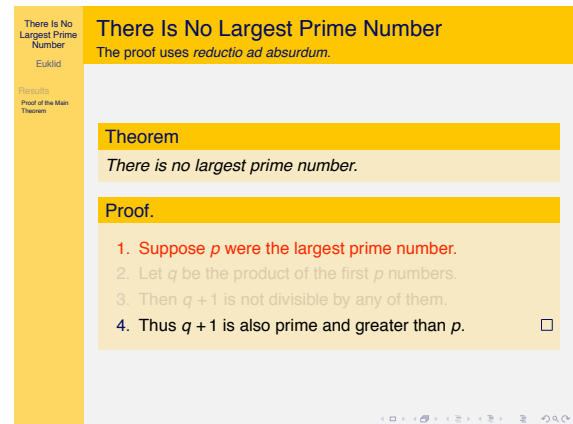 There Is No
Largest Prime
Number
Euklid
Results
Proof of the Main
Theorem
There Is No Largest Prime Number
The proof uses reductio ad absurdum.
Theorem
There is no largest prime number.
Proof.
1. Suppose p were the largest prime number.
2. Let q be the product of the first p numbers.
3. Then q + 1 is not divisible by any of them.
4. Thus q + 1 is also prime and greater than p.